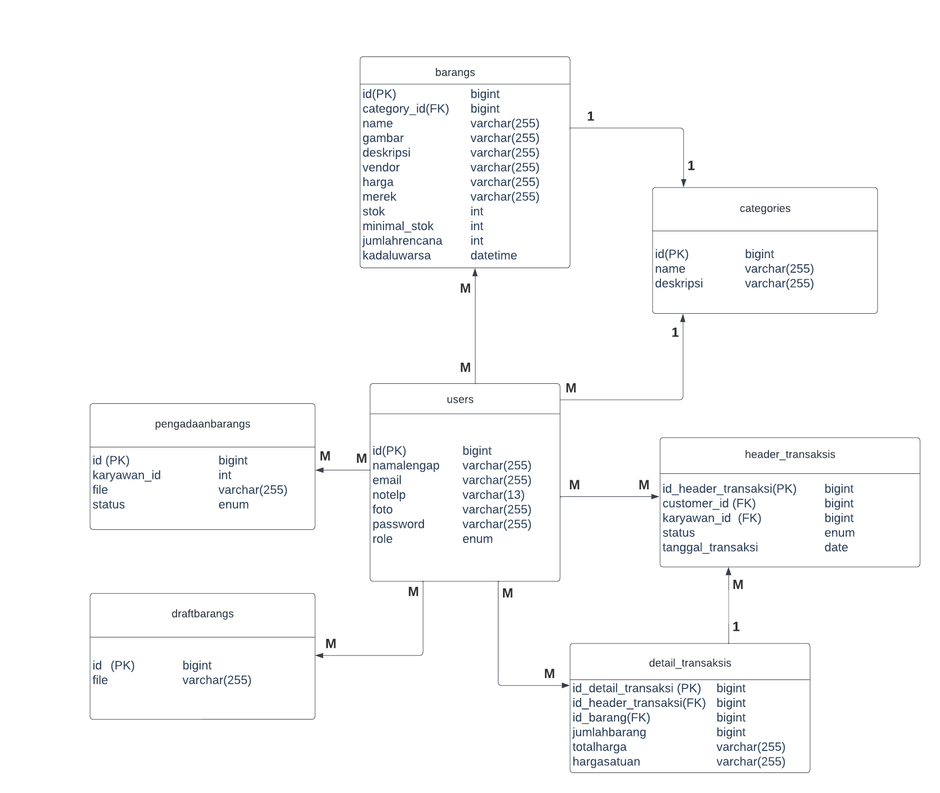 barangs
id(PK) bigint
category_id(FK) bigint
name varchar(255)
gambar varchar(255)
deskripsi varchar(255)
vendor varchar(255)
harga varchar(255)
merek varchar(255)
stok int
minimal_stok int
jumlahrencana int
kadaluwarsa datetime
1
1
categories
id(PK) bigint
name varchar(255)
deskripsi varchar(255)
M
M
1
M
users
id(PK) bigint
namalengap varchar(255)
email varchar(255)
notelp varchar(13)
foto varchar(255)
password varchar(255)
role enum
pengadaanbarangs
id (PK) bigint
karyawan_id int
file varchar(255)
status enum
M M
M M
header_transaksis
id_header_transaksi(PK) bigint
customer_id (FK) bigint
karyawan_id (FK) bigint
status enum
tanggal_transaksi date
M
1
M
M
draftbarangs
id (PK) bigint
file varchar(255)
M
M
detail_transaksis
id_detail_transaksi (PK) bigint
id_header_transaksi(FK) bigint
id_barang(FK) bigint
jumlahbarang bigint
totalharga varchar(255)
hargasatuan varchar(255)